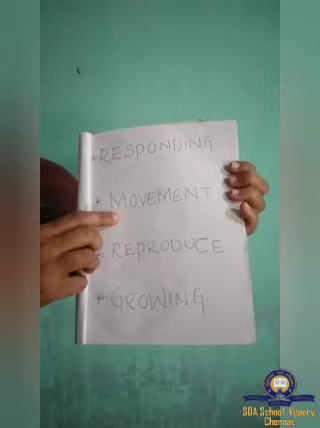 * RESPONDING
* MOVEMENT
* REPRODUCE
* GROWING
SDA School Vepery,
Chennai.